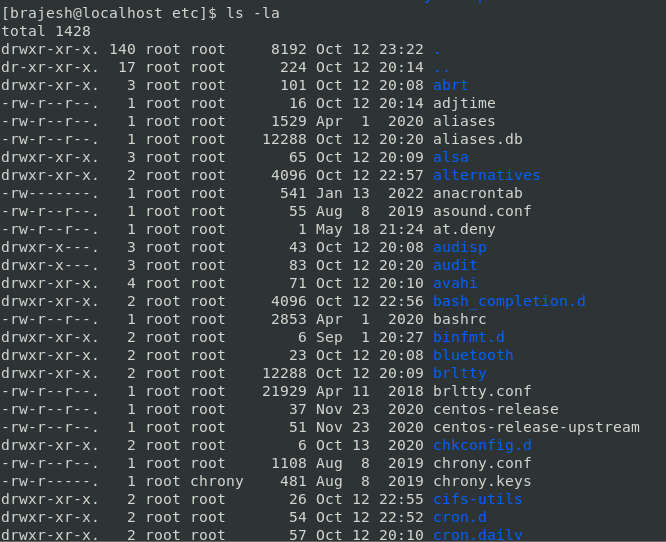 [brajesh@localhost etc]$ ls -la
total 1428
drwxr-xr-x. 140 root root     8192 Oct 12 23:22 .
dr-xr-xr-x.  17 root root      224 Oct 12 20:14 ..
drwxr-xr-x.   3 root root      101 Oct 12 20:08 abrt
-rw-r--r--.   1 root root       16 Oct 12 20:14 adjtime
-rw-r--r--.   1 root root     1529 Apr  1  2020 aliases
-rw-r--r--.   1 root root    12288 Oct 12 20:20 aliases.db
drwxr-xr-x.   3 root root       65 Oct 12 20:09 alsa
drwxr-xr-x.   2 root root     4096 Oct 12 22:57 alternatives
-rw-------.   1 root root      541 Jan 13  2022 anacrontab
-rw-r--r--.   1 root root       55 Aug  8  2019 asound.conf
-rw-r--r--.   1 root root        1 May 18 21:24 at.deny
drwxr-x---.   3 root root       43 Oct 12 20:08 audisp
drwxr-x---.   3 root root       83 Oct 12 20:20 audit
drwxr-xr-x.   4 root root       71 Oct 12 20:10 avahi
drwxr-xr-x.   2 root root     4096 Oct 12 22:56 bash_completion.d
-rw-r--r--.   1 root root     2853 Apr  1  2020 bashrc
drwxr-xr-x.   2 root root        6 Sep  1 20:27 binfmt.d
drwxr-xr-x.   2 root root       23 Oct 12 20:08 bluetooth
drwxr-xr-x.   2 root root    12288 Oct 12 20:09 brltty
-rw-r--r--.   1 root root    21929 Apr 11  2018 brltty.conf
-rw-r--r--.   1 root root       37 Nov 23  2020 centos-release
-rw-r--r--.   1 root root       51 Nov 23  2020 centos-release-upstream
drwxr-xr-x.   2 root root        6 Oct 13  2020 chkconfig.d
-rw-r--r--.   1 root root     1108 Aug  8  2019 chrony.conf
-rw-r-----.   1 root chrony    481 Aug  8  2019 chrony.keys
drwxr-xr-x.   2 root root       26 Oct 12 22:55 cifs-utils
drwxr-xr-x.   2 root root       54 Oct 12 22:52 cron.d
drwxr-xr-x.   2 root root       57 Oct 12 20:10 cron.daily